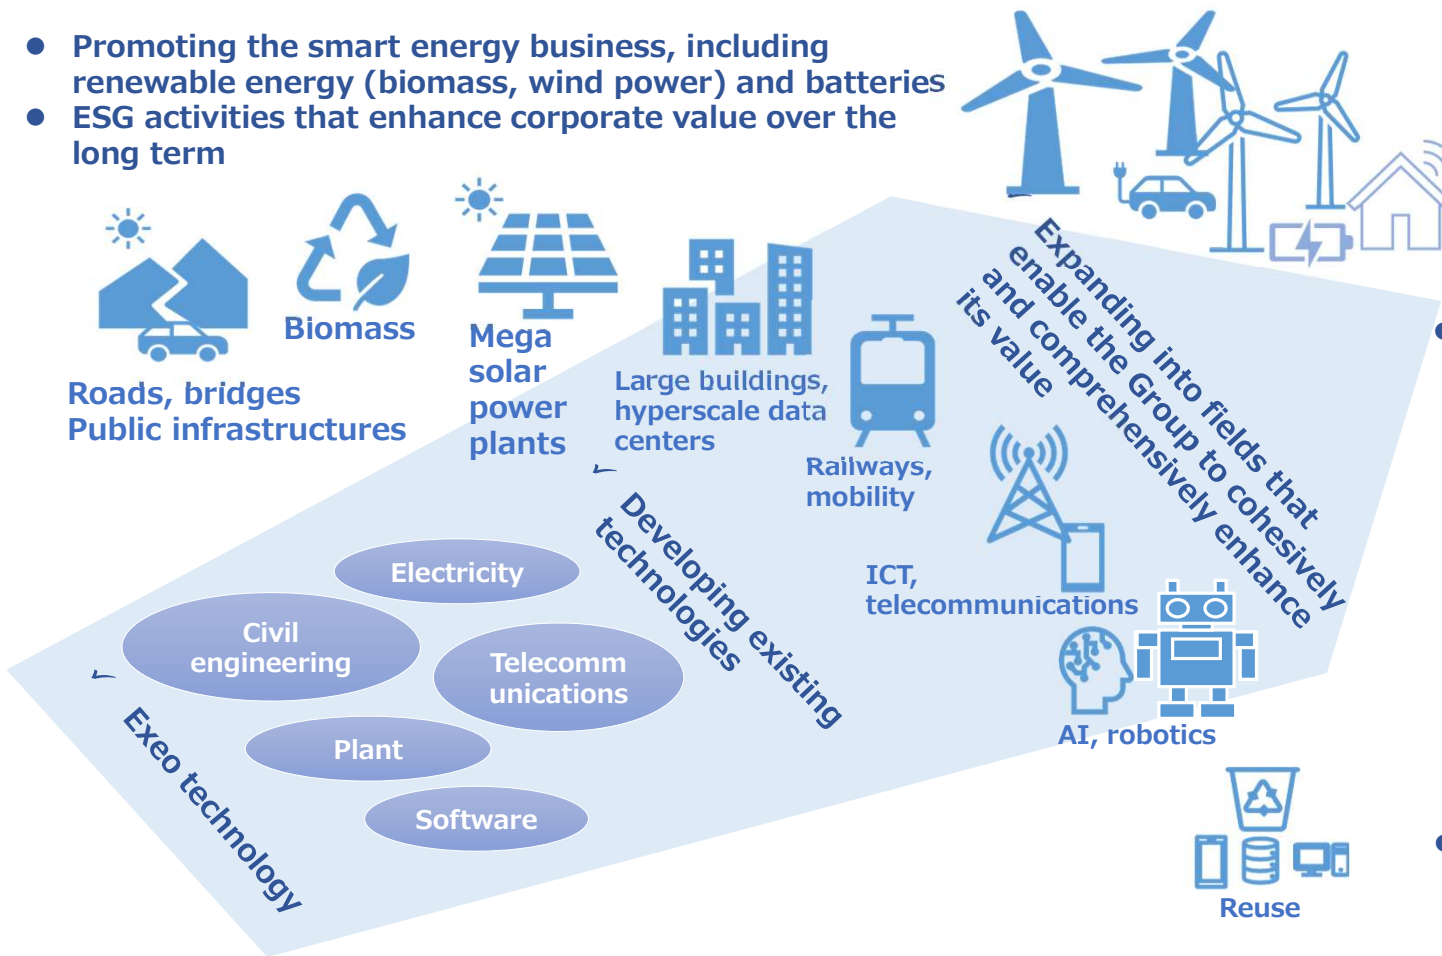 ● Promoting the smart energy business, including
renewable energy (biomass, wind power) and batteries
● ESG activities that enhance corporate value over the
long term
Biomass
Roads, bridges
Public infrastructures
Mega
solar
power
plants
Large buildings,
hyperscale data
centers
Railways,
mobility
ICT,
telecommunications
AI, robotics
Reuse
✓ Expanding into fields that
enable the Group to cohesively
and comprehensively enhance
its value
✓ Developing existing
technologies
Electricity
Civil
engineering
Telecomm
unications
Plant
Software
✓ Exeo technology